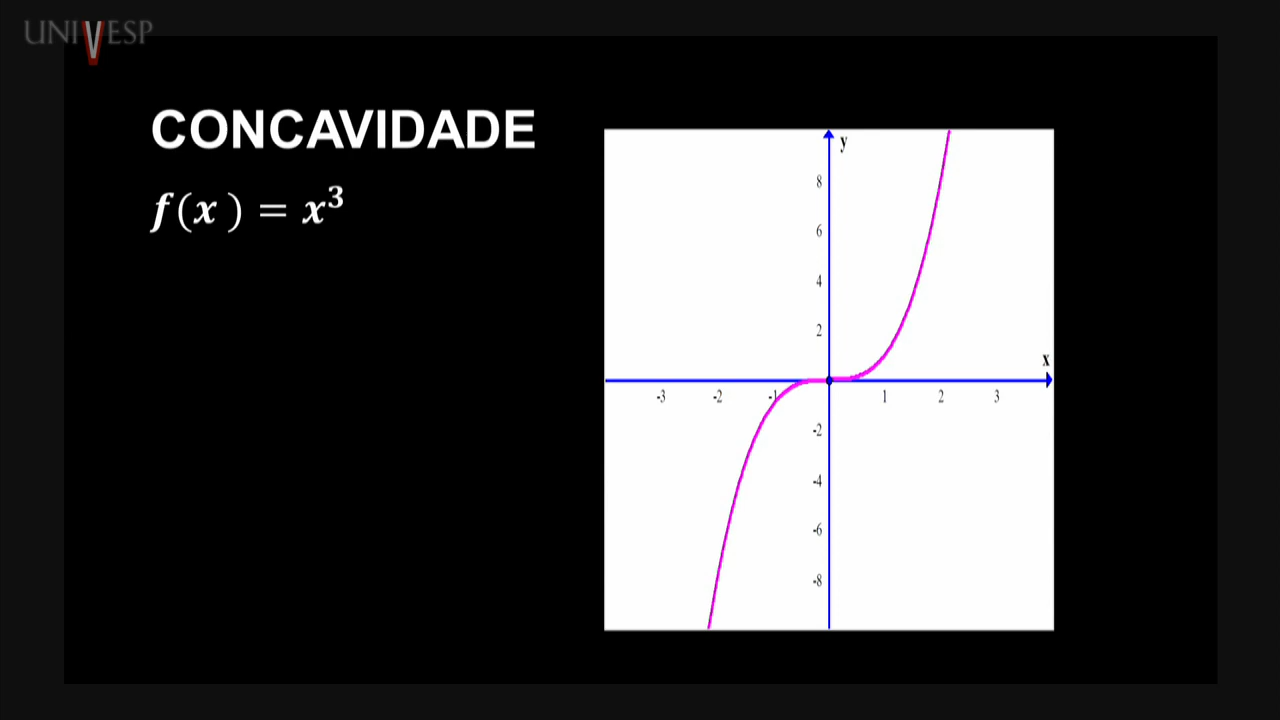 UNIVESP
CONCAVIDADE
f(x) = x³
y
8
6
4
2
x
-3 -2 -1 1 2 3
-2
-4
-6
-8